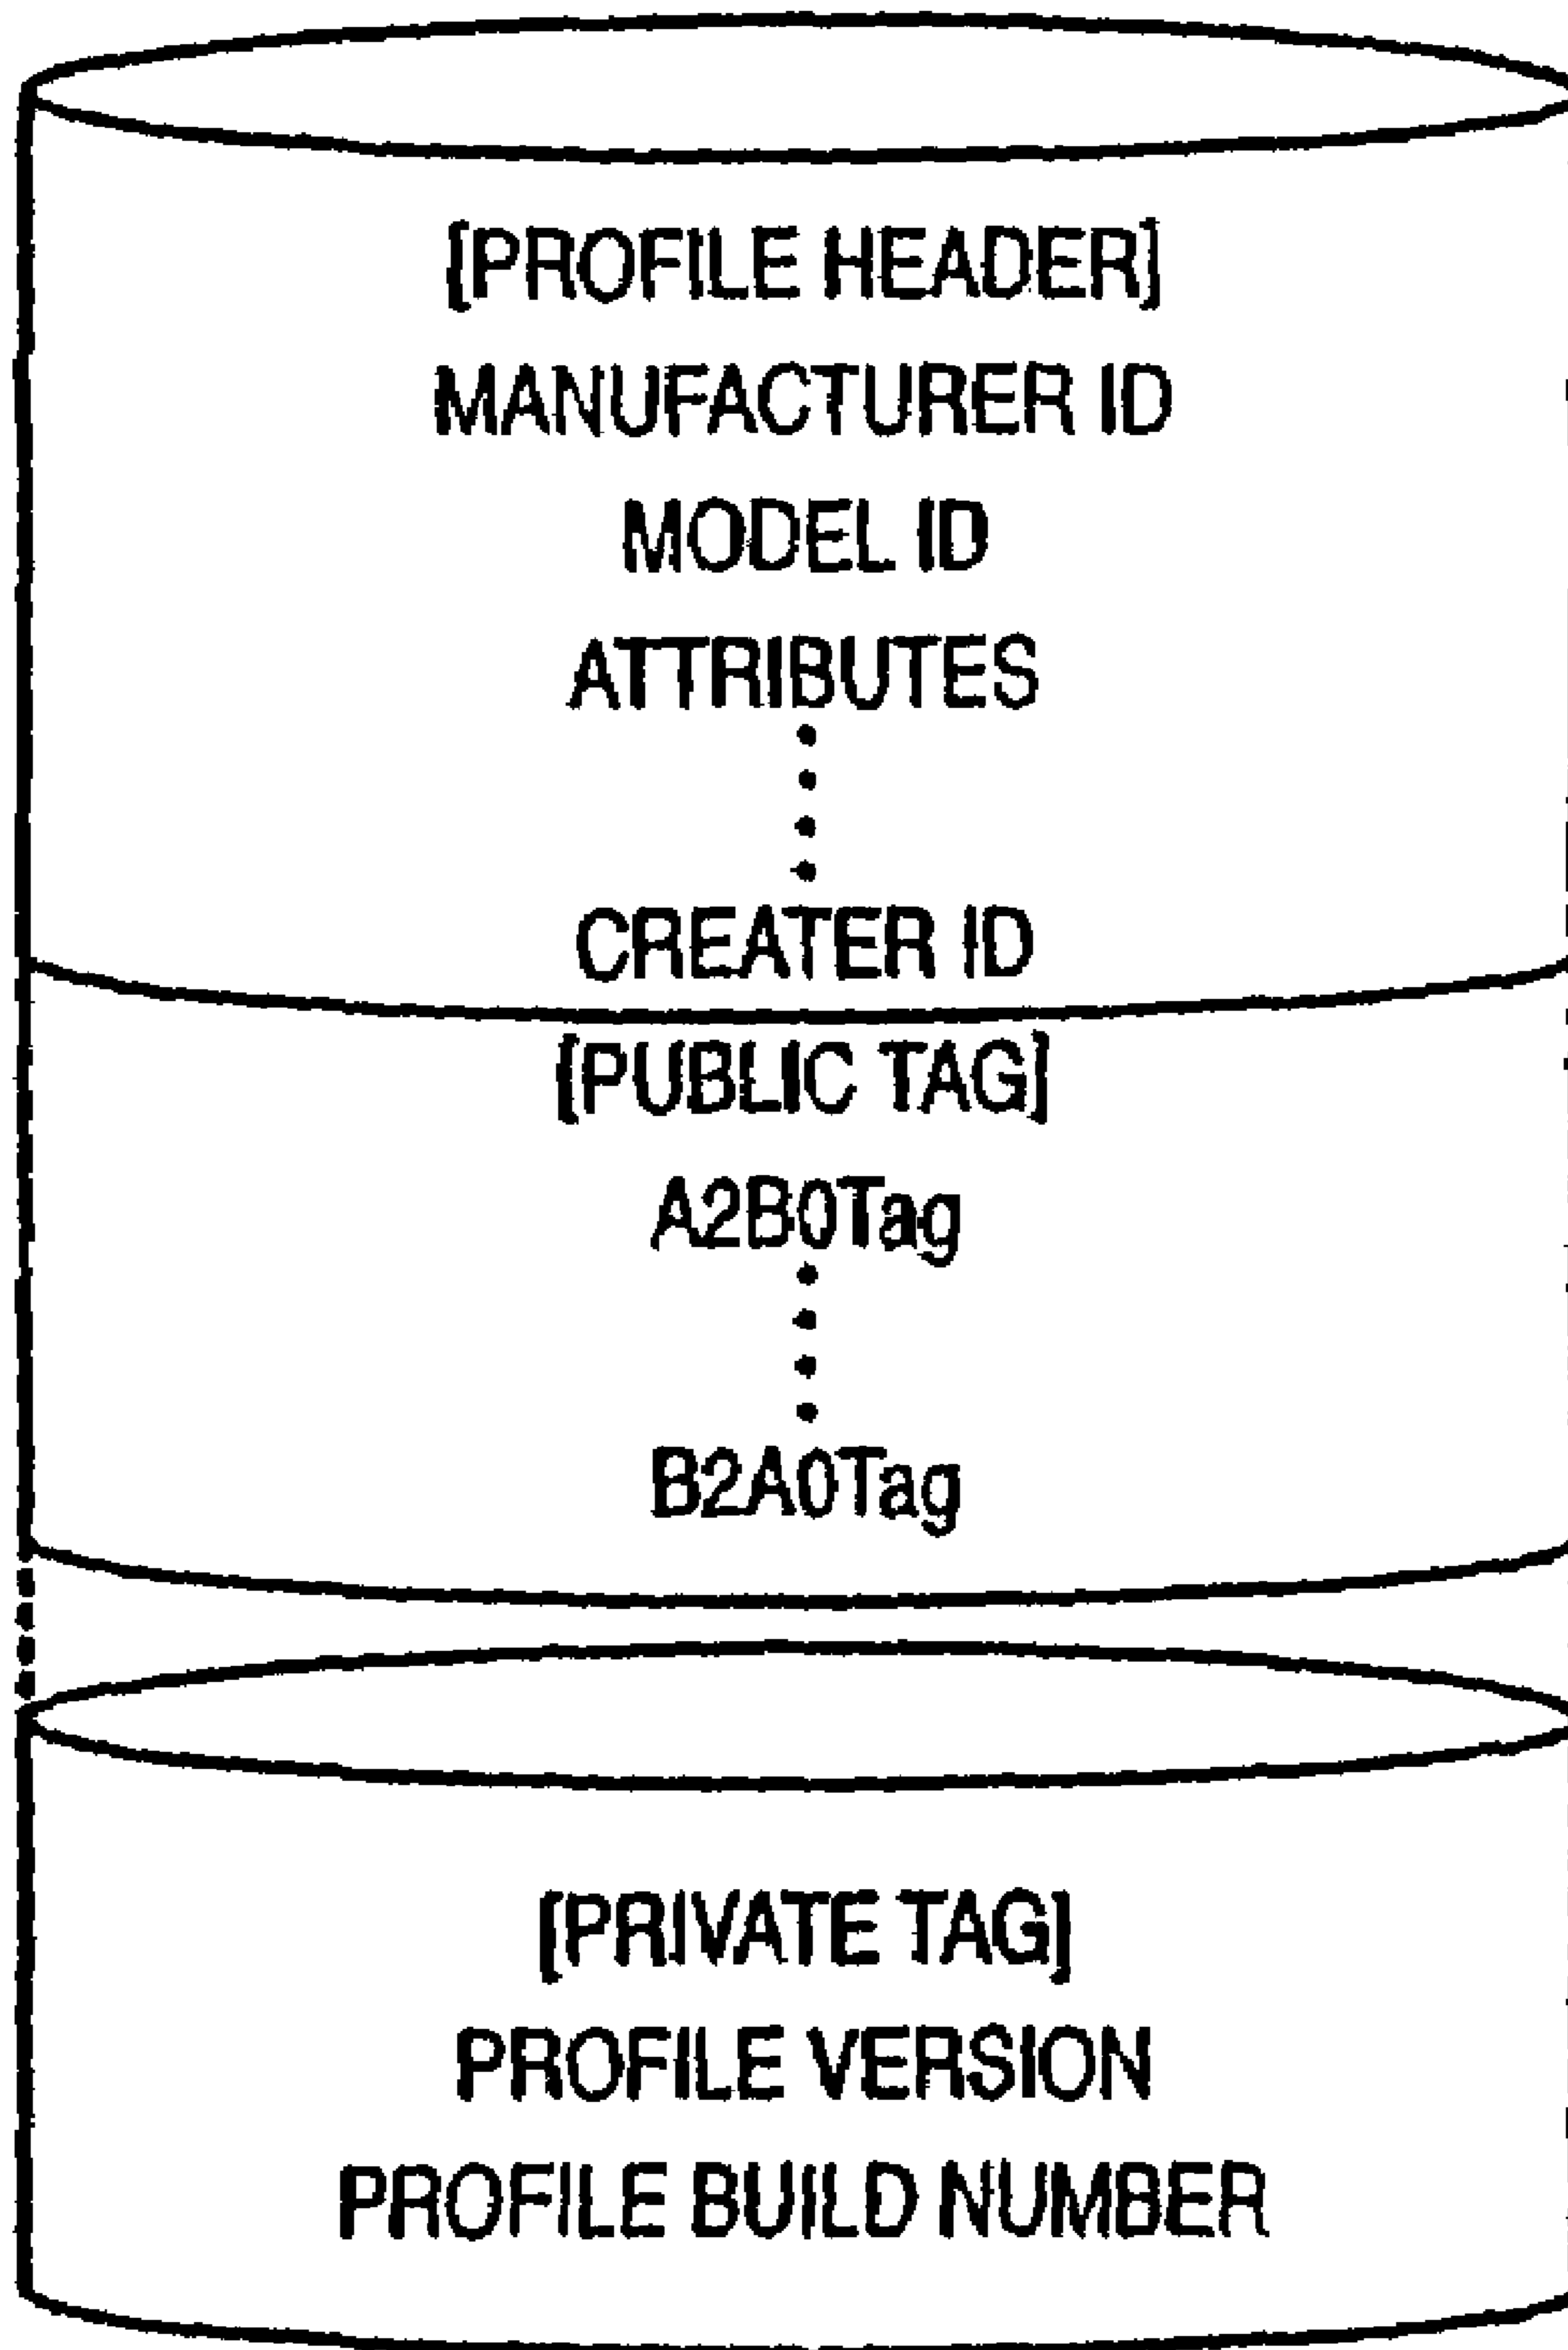 [PROFILE HEADER]
MANUFACTURER ID
MODEL ID
ATTRIBUTES
CREATER ID
[PUBLIC TAG]
A2B0Tag
B2A0Tag
[PRIVATE TAG]
PROFILE VERSION
PROFILE BUILD NUMBER